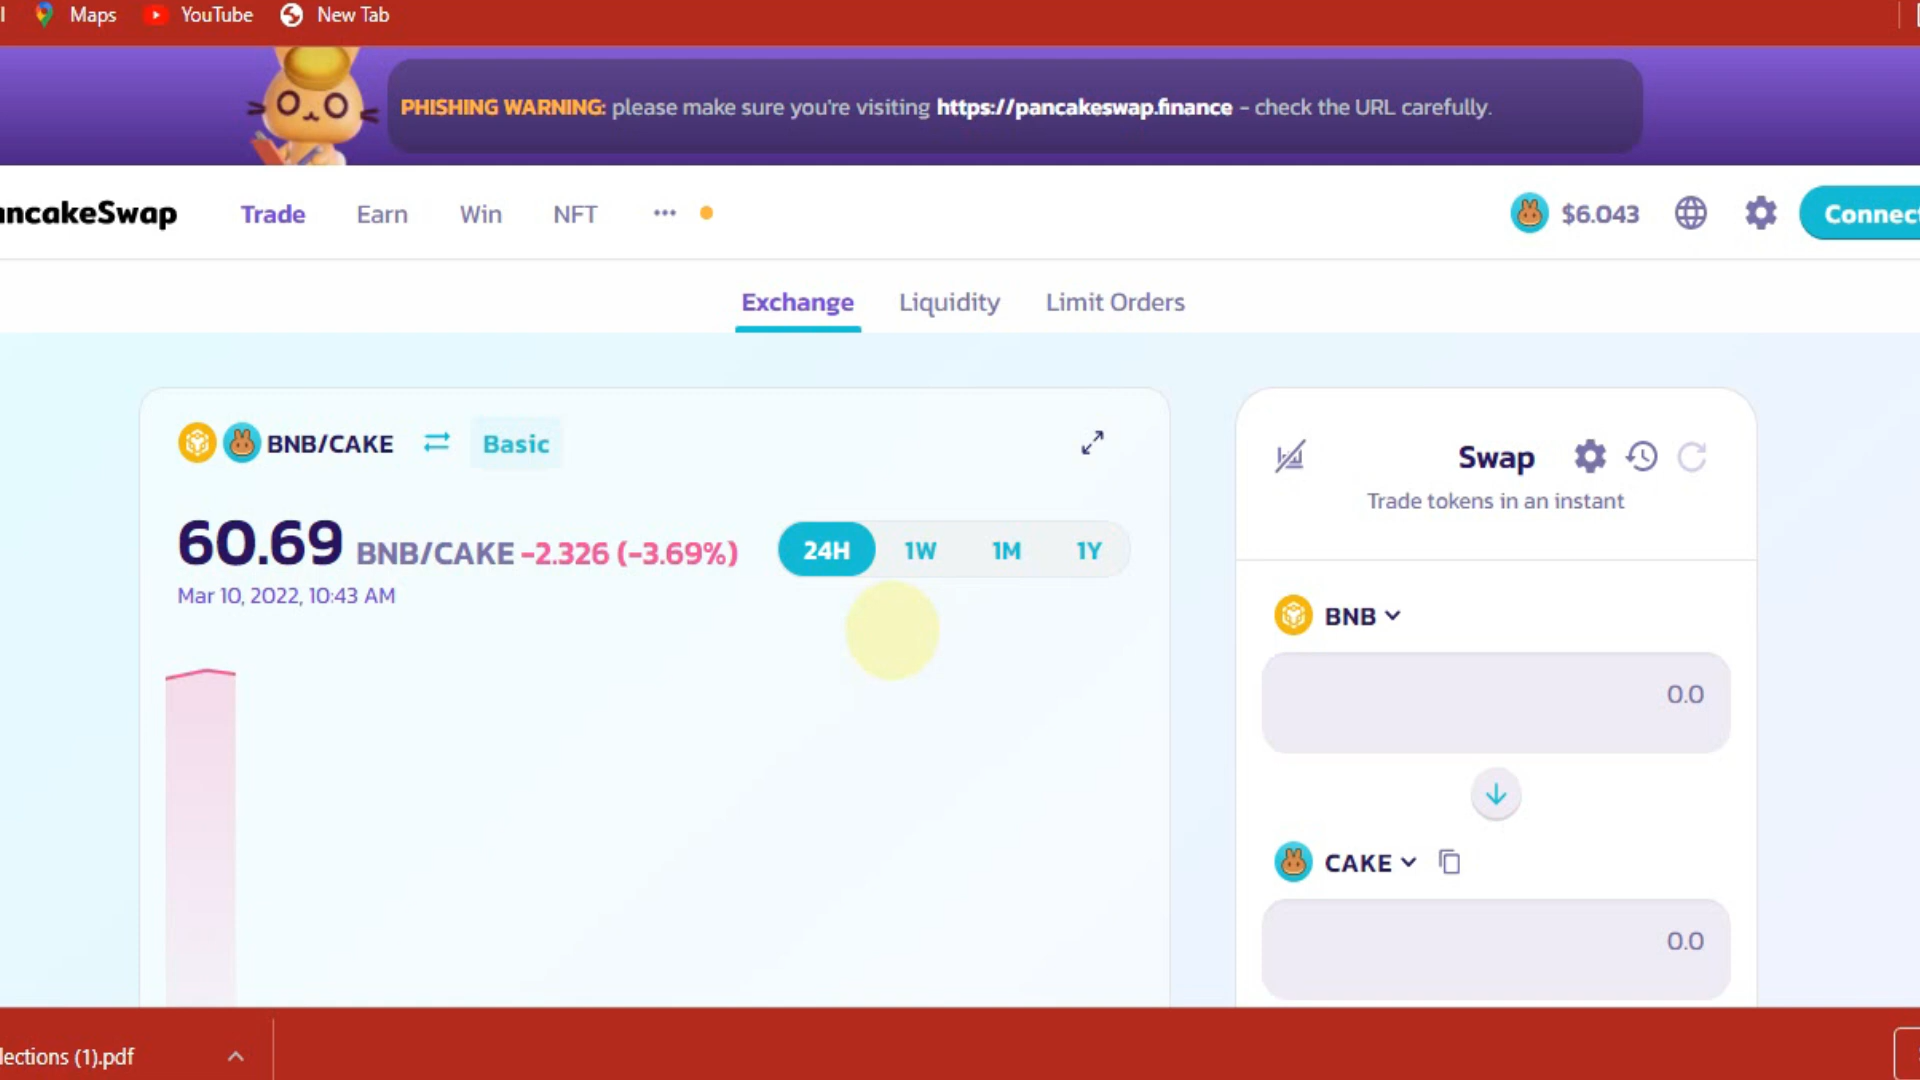 Maps YouTube New Tab
PHISHING WARNING: please make sure you're visiting https://pancakeswap.finance - check the URL carefully.
ancakeSwap Trade Earn Win NFT ••• $6.043 Connect
Exchange Liquidity Limit Orders
BNB/CAKE Basic
60.69 BNB/CAKE -2.326 (-3.69%)
24H 1W 1M 1Y
Mar 10, 2022, 10:43 AM
Swap
Trade tokens in an instant
BNB
0.0
CAKE
0.0
lections (1).pdf